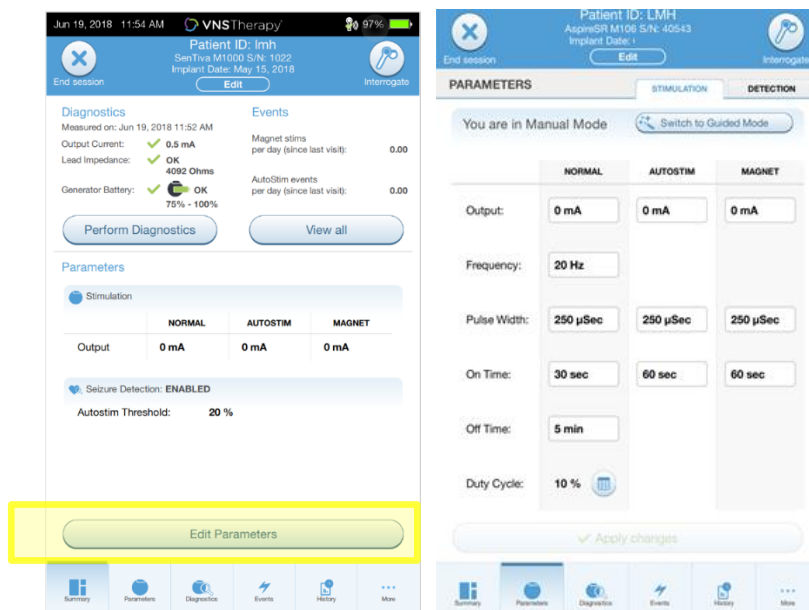 Jun 19, 2018 11:54 AM VNSTherapy 97%
Patient ID: lmh
SenTiva M1000 S/N: 1022
Implant Date: May 15, 2018
End session Edit Interrogate
Diagnostics
Measured on: Jun 19, 2018 11:52 AM
Output Current: 0.5 mA
Lead Impedance: OK
4092 Ohms
Generator Battery: OK
75% - 100%
Perform Diagnostics
Events
Magnet stims
per day (since last visit): 0.00
AutoStim events
per day (since last visit): 0.00
View all
Parameters
Stimulation
NORMAL AUTOSTIM MAGNET
Output 0 mA 0 mA 0 mA
Seizure Detection: ENABLED
Autostim Threshold: 20 %
Edit Parameters
Summary Parameters Diagnostics Events History More
Patient ID: LMH
AspireSR M106 S/N: 40543
Implant Date:
End session Edit Interrogate
PARAMETERS STIMULATION DETECTION
You are in Manual Mode Switch to Guided Mode
NORMAL AUTOSTIM MAGNET
Output: 0 mA 0 mA 0 mA
Frequency: 20 Hz
Pulse Width: 250 µSec 250 µSec 250 µSec
On Time: 30 sec 60 sec 60 sec
Off Time: 5 min
Duty Cycle: 10 %
Apply changes
Summary Parameters Diagnostics Events History More